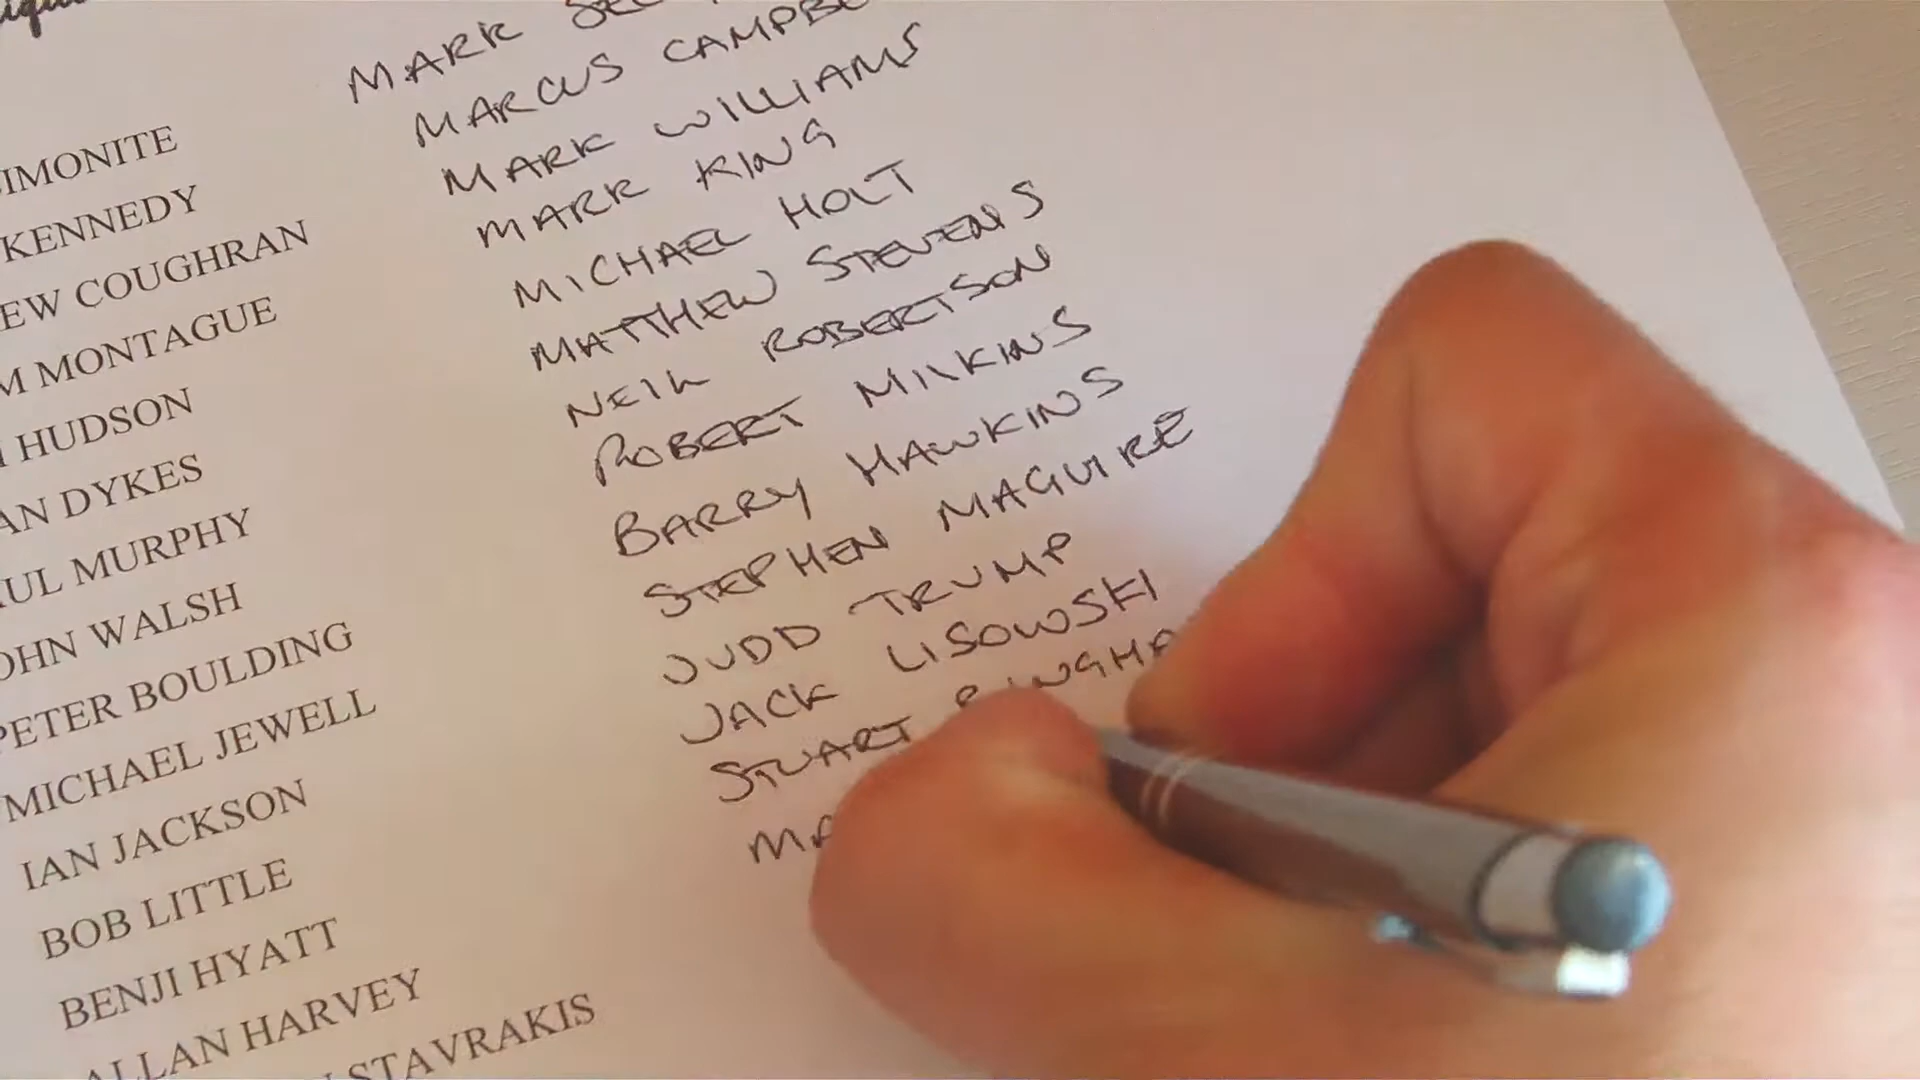 MARK
MARCUS
MARK WILLIAMS
MARK KING
MICHAEL HOLT
MATTHEW STEVENS
NEIL ROBERTSON
ROBERT MILKINS
BARRY HAWKINS
STEPHEN MAGUIRE
JUDD TRUMP
JACK LISOWSKI
STUART
IMONITE
KENNEDY
EW COUGHRAN
M MONTAGUE
HUDSON
AN DYKES
UL MURPHY
OHN WALSH
PETER BOULDING
MICHAEL JEWELL
IAN JACKSON
BOB LITTLE
BENJI HYATT
ALLAN HARVEY
STAVRAKIS